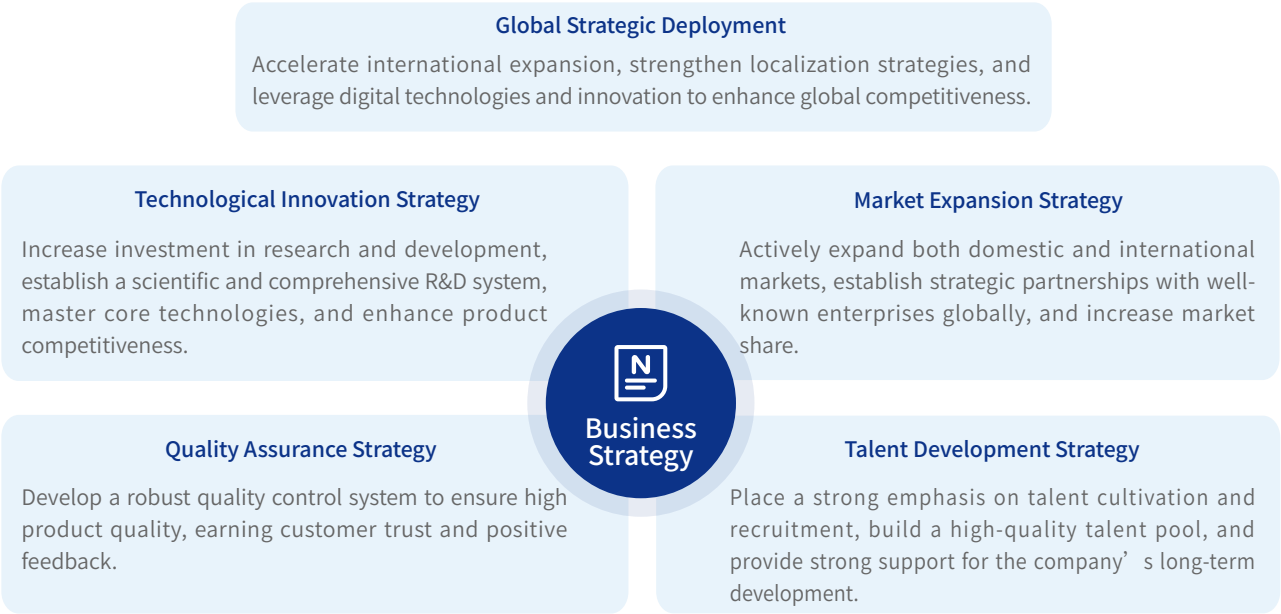 Global Strategic Deployment
Accelerate international expansion, strengthen localization strategies, and
leverage digital technologies and innovation to enhance global competitiveness.
Technological Innovation Strategy
Increase investment in research and development,
establish a scientific and comprehensive R&D system,
master core technologies, and enhance product
competitiveness.
Market Expansion Strategy
Actively expand both domestic and international
markets, establish strategic partnerships with well-
known enterprises globally, and increase market
share.
N
Business
Strategy
Quality Assurance Strategy
Develop a robust quality control system to ensure high
product quality, earning customer trust and positive
feedback.
Talent Development Strategy
Place a strong emphasis on talent cultivation and
recruitment, build a high-quality talent pool, and
provide strong support for the company’ s long-term
development.